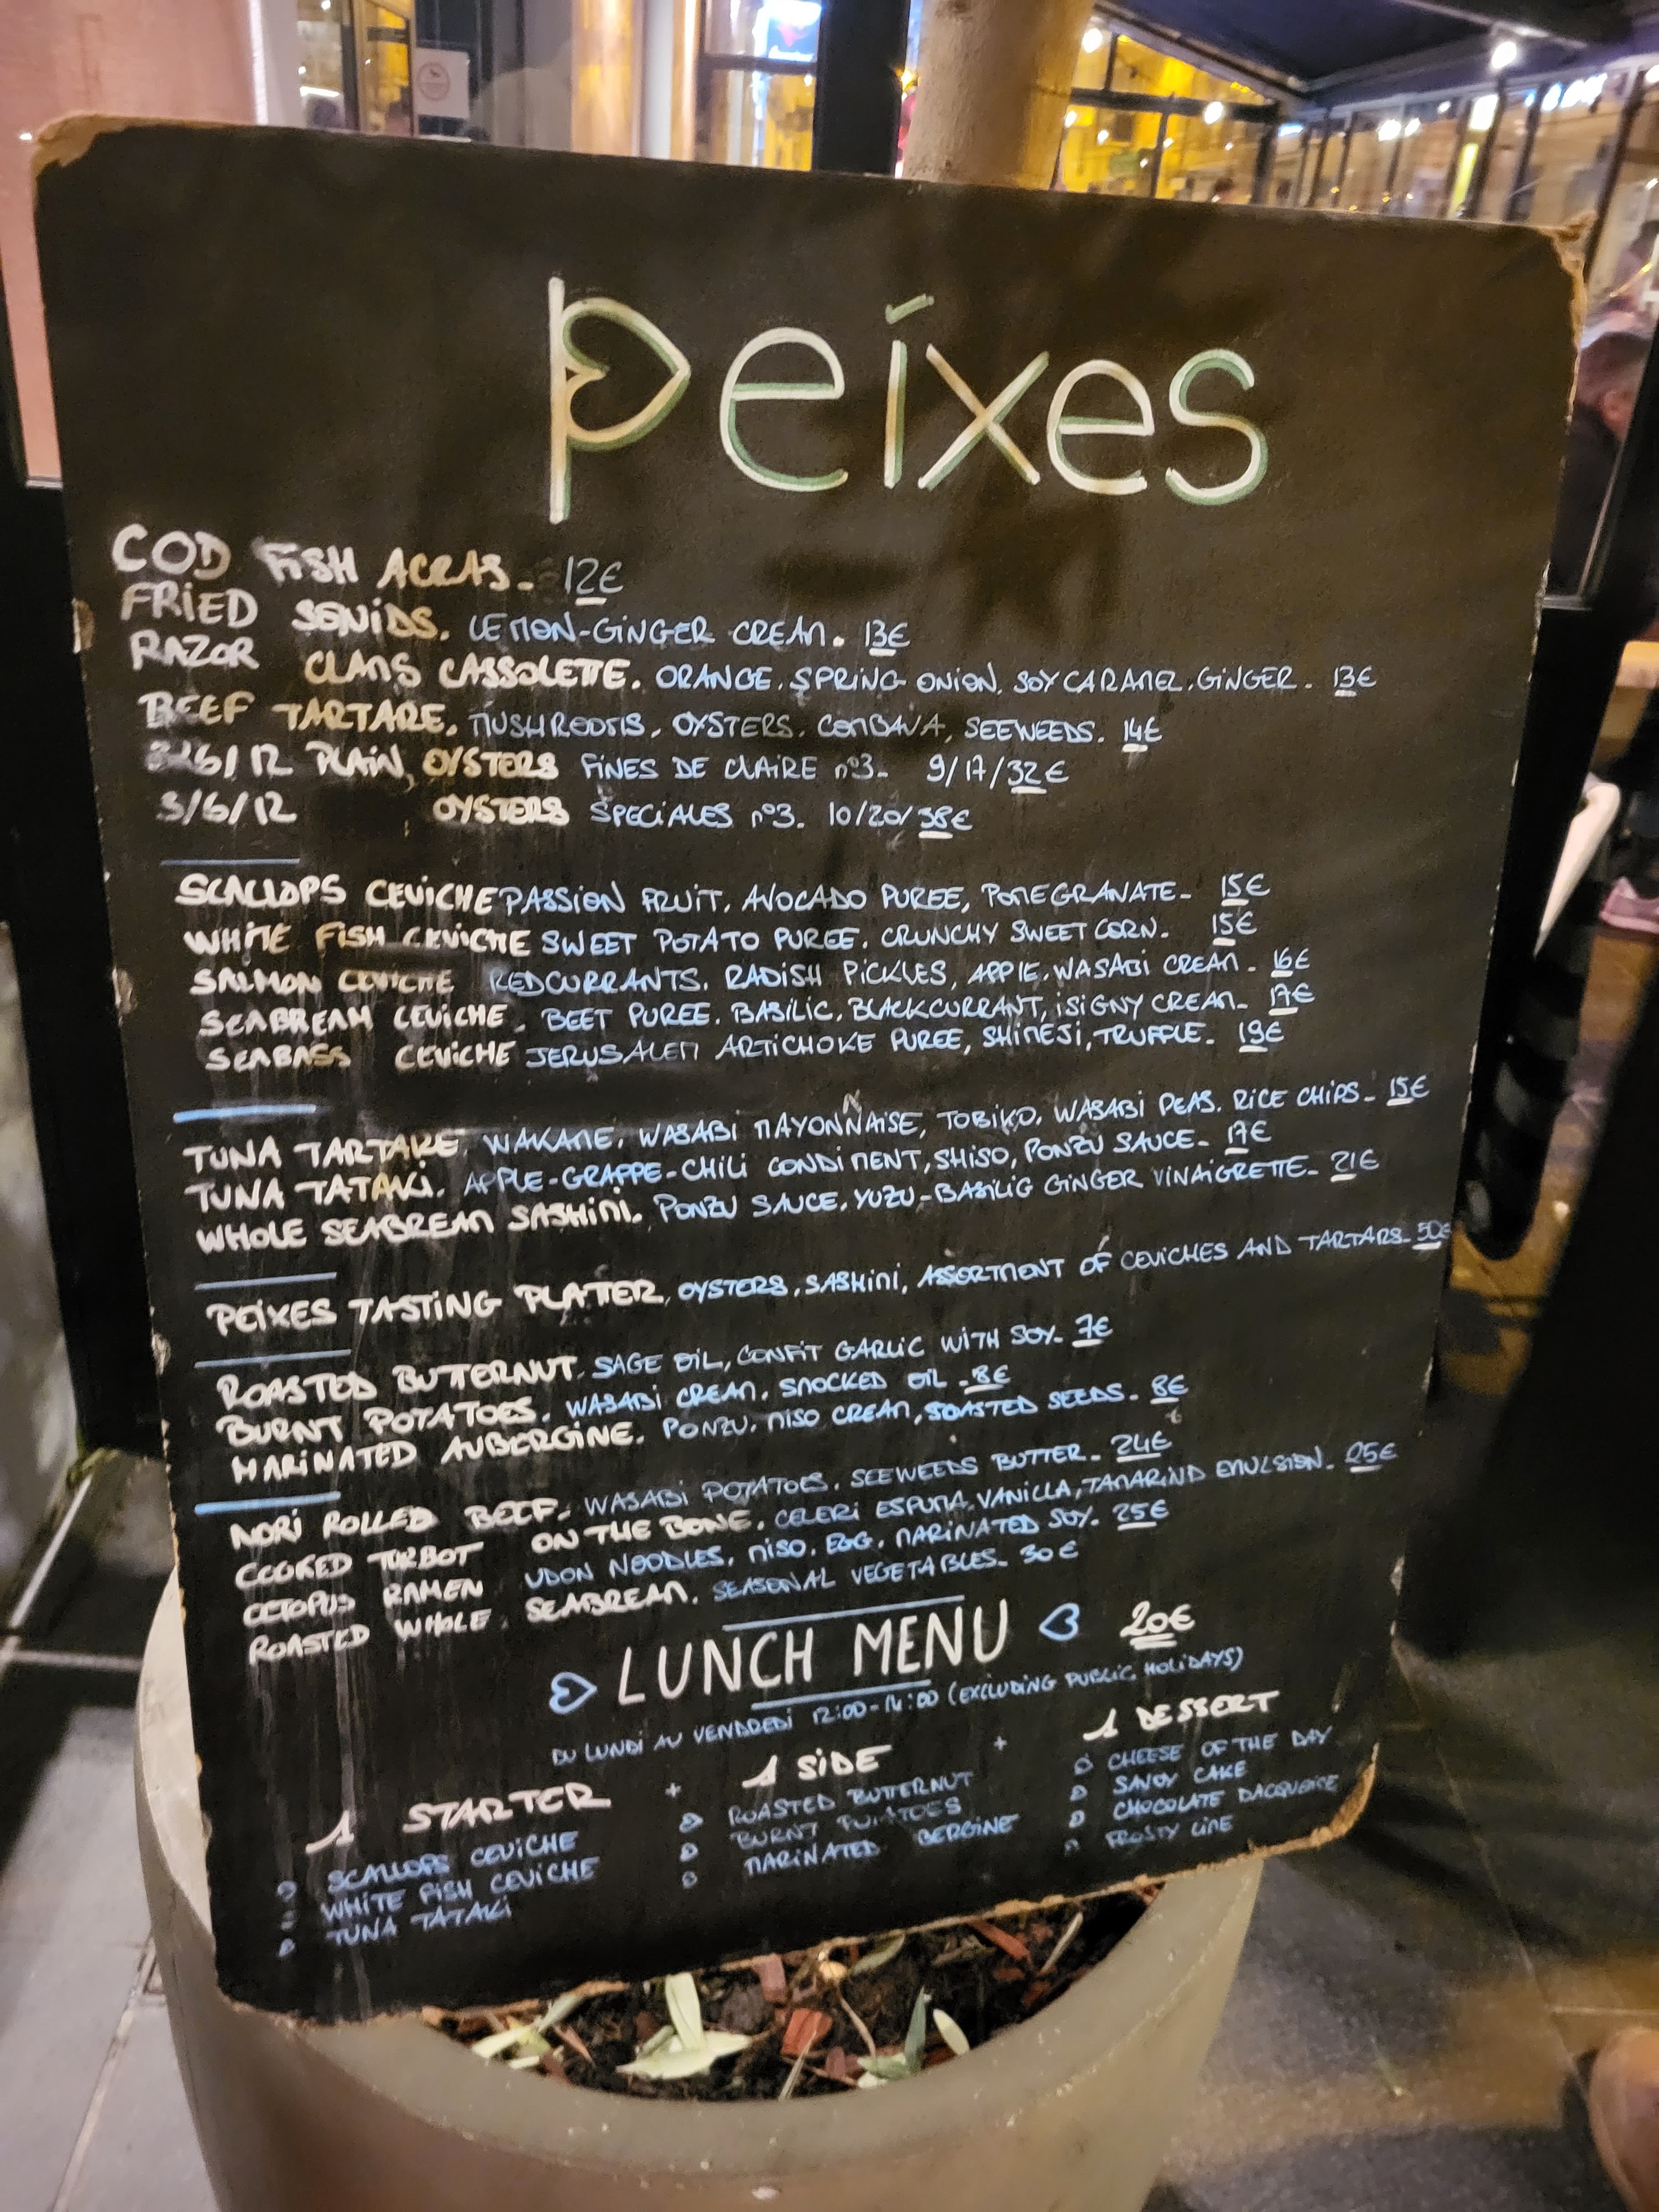 peíxes
COD FISH ACRAS. 12€
FRIED SQUIDS. LEMON-GINGER CREAM. 13€
RAZOR CLAMS CASSOLETTE. ORANGE. SPRING ONION. SOY CARAMEL. GINGER. 13€
BEEF TARTARE, MUSHROOMS, OYSTERS. COMBAVA, SEEWEEDS. 14€
3/6/12 PLAIN, OYSTERS FINES DE CLAIRE n°3. 9/17/32€
3/6/12 OYSTERS SPECIALES n°3. 10/20/38€
SCALLOPS CEVICHE PASSION FRUIT, AVOCADO PUREE, POMEGRANATE. 15€
WHITE FISH CEVICHE SWEET POTATO PUREE. CRUNCHY SWEET CORN. 15€
SALMON CEVICHE REDCURRANTS. RADISH PICKLES, APPLE. WASABI CREAM. 16€
SEABREAM CEVICHE. BEET PUREE. BASILIC. BLACKCURRANT, ISIGNY CREAM. 17€
SEABASS CEVICHE JERUSALEM ARTICHOKE PUREE, SHIMEJI, TRUFFLE. 19€
TUNA TARTARE, WAKAME. WASABI MAYONNAISE, TOBIKO. WASABI PEAS. RICE CHIPS. 15€
TUNA TATAKI. APPLE-GRAPPE-CHILI CONDIMENT, SHISO, PONZU SAUCE. 17€
WHOLE SEABREAM SASHIMI. PONZU SAUCE. YUZU-BASILIG GINGER VINAIGRETTE. 21€
PEIXES TASTING PLATTER, OYSTERS, SASHIMI, ASSORTMENT OF CEVICHES AND TARTARS. 50€
ROASTED BUTTERNUT. SAGE OIL, CONFIT GARLIC WITH SOY. 7€
BURNT POTATOES. WASABI CREAM. SMOCKED OIL. 8€
MARINATED AUBERGINE. PONZU. MISO CREAM, SOASTED SEEDS. 8€
NORI ROLLED BEEF. WASABI POTATOES. SEEWEEDS BUTTER. 24€
COOKED TURBOT ON THE BONE. CELERI ESPUMA, VANILLA, TAMARIND EMULSION. 25€
OCTOPUS RAMEN UDON NOODLES. MISO. EGG. MARINATED SOY. 25€
ROASTED WHOLE. SEABREAM. SEASONAL VEGETABLES. 30€
LUNCH MENU 20€
DU LUNDI AU VENDREDI 12:00-14:00 (EXCLUDING PUBLIC HOLIDAYS)
1 STARTER + 1 SIDE + 1 DESSERT
SCALLOPS CEVICHE
WHITE FISH CEVICHE
TUNA TATAKI
ROASTED BUTTERNUT
BURNT POTATOES
MARINATED BERGINE
CHEESE OF THE DAY
SAVOY CAKE
CHOCOLATE DACQUOISE
FROSTY LIME